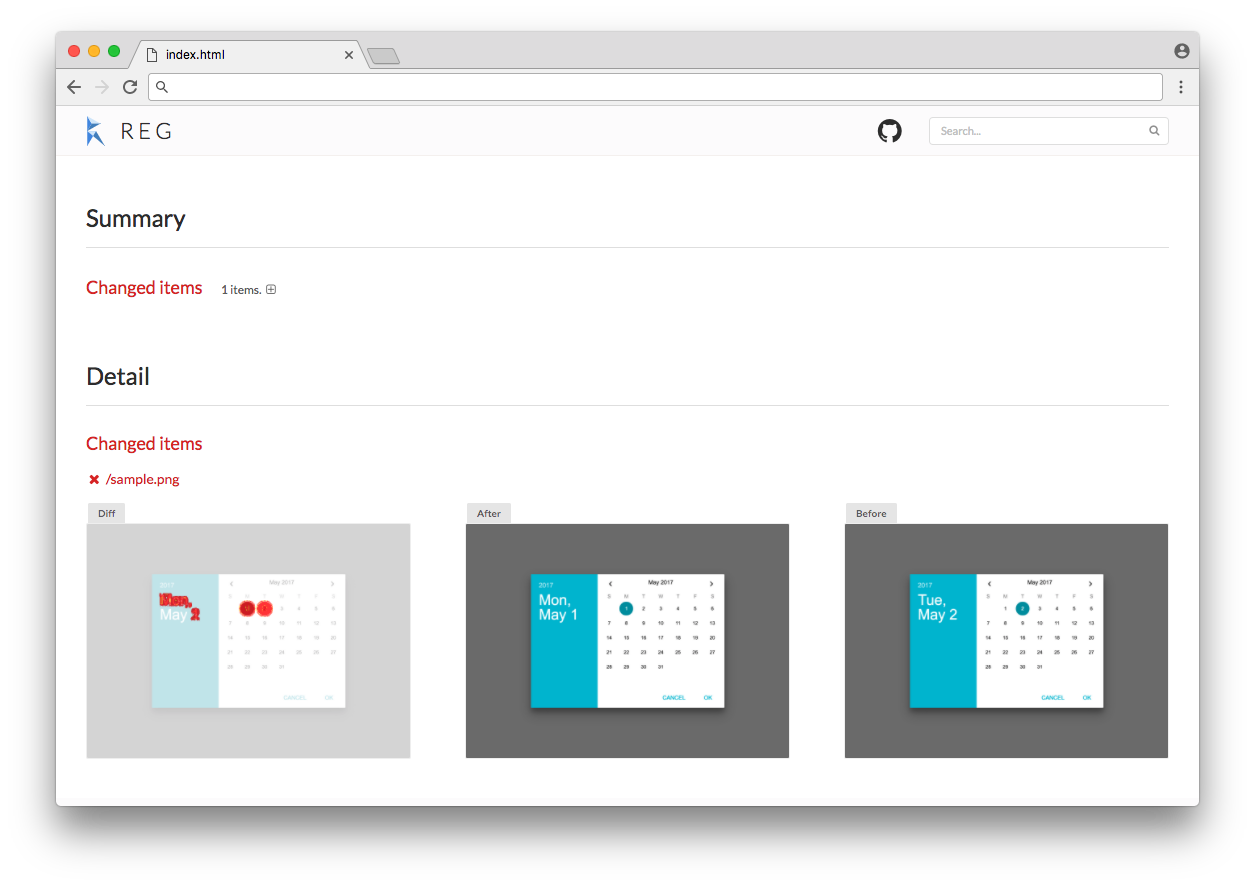 index.html
REG
Search...
Summary
Changed items 1 items.
Detail
Changed items
/sample.png
Diff
2017
May 2
May 2017
S M T W T F S
3 4 5 6
7 8 9 10 11 12 13
14 15 16 17 18 19 20
21 22 23 24 25 26 27
28 29 30 31
CANCEL OK
After
2017
Mon,
May 1
May 2017
S M T W T F S
1 2 3 4 5 6
7 8 9 10 11 12 13
14 15 16 17 18 19 20
21 22 23 24 25 26 27
28 29 30 31
CANCEL OK
Before
2017
Tue,
May 2
May 2017
S M T W T F S
1 2 3 4 5 6
7 8 9 10 11 12 13
14 15 16 17 18 19 20
21 22 23 24 25 26 27
28 29 30 31
CANCEL OK